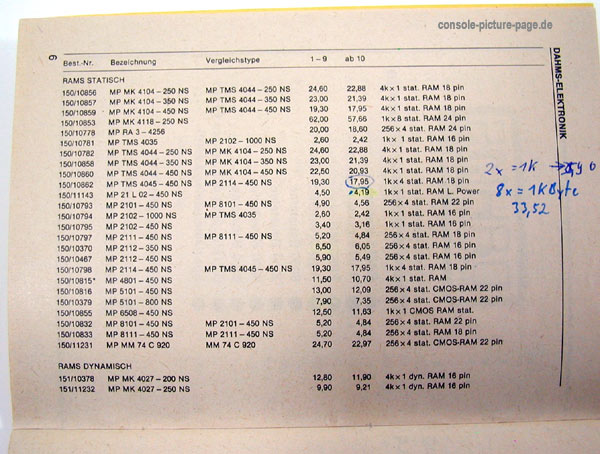 console-picture-page.de
9
DAHMS-ELEKTRONIK
Best.-Nr. Bezeichnung Vergleichstype 1 – 9 ab 10
RAMS STATISCH
150/10856 MP MK 4104 – 250 NS MP TMS 4044 – 250 NS 24,60 22,88 4k × 1 stat. RAM 18 pin
150/10857 MP MK 4104 – 350 NS MP TMS 4044 – 350 NS 23,00 21,39 4k × 1 stat. RAM 18 pin
150/10859 MP MK 4104 – 450 NS MP TMS 4044 – 450 NS 19,30 17,95 4k × 1 stat. RAM 18 pin
150/10853 MP MK 4118 – 250 NS 62,00 57,66 1k × 8 stat. RAM 24 pin
150/10778 MP RA 3 – 4256 20,00 18,60 256 × 4 stat. RAM 24 pin
150/10781 MP TMS 4035 MP 2102 – 1000 NS 2,60 2,42 1k × 1 stat. RAM 16 pin
150/10782 MP TMS 4044 – 250 NS MP MK 4104 – 250 NS 24,60 22,88 4k × 1 stat. RAM 18 pin
150/10858 MP TMS 4044 – 350 NS MP MK 4104 – 350 NS 23,00 21,39 4k × 1 stat. RAM 18 pin
150/10860 MP TMS 4044 – 450 NS MP MK 4104 – 450 NS 22,50 20,93 4k × 1 stat. RAM 18 pin
150/10862 MP TMS 4045 – 450 NS MP 2114 – 450 NS 19,30 17,95 1k × 4 stat. RAM 18 pin
150/11143 MP 21 L 02 – 450 NS 4,50 4,19 1k × 1 stat. RAM L. Power
150/10793 MP 2101 – 450 NS MP 8101 – 450 NS 4,90 4,56 256 × 4 stat. RAM 22 pin
150/10794 MP 2102 – 1000 NS MP TMS 4035 2,60 2,42 1k × 1 stat. RAM 16 pin
150/10795 MP 2102 – 450 NS 3,40 3,16 1k × 1 stat. RAM 16 pin
150/10797 MP 2111 – 450 NS MP 8111 – 450 NS 5,20 4,84 256 × 4 stat. RAM 18 pin
150/10370 MP 2112 – 350 NS 6,50 6,05 256 × 4 stat. RAM 16 pin
150/10467 MP 2112 – 450 NS 5,90 5,49 256 × 4 stat. RAM 16 pin
150/10798 MP 2114 – 450 NS MP TMS 4045 – 450 NS 19,30 17,95 1k × 4 stat. RAM 18 pin
150/10815* MP 4801 – 450 NS 11,50 10,70 4k × 1 stat. RAM
150/10816 MP 5101 – 450 NS 13,00 12,09 256 × 4 stat. CMOS-RAM 22 pin
150/10379 MP 5101 – 800 NS 7,90 7,35 256 × 4 stat. CMOS-RAM 22 pin
150/10855 MP 6508 – 450 NS 12,50 11,63 1k × 1 CMOS RAM stat.
150/10832 MP 8101 – 450 NS MP 2101 – 450 NS 5,20 4,84 256 × 4 stat. RAM 22 pin
150/10833 MP 8111 – 450 NS MP 2111 – 450 NS 5,20 4,84 256 × 4 stat. RAM 18 pin
150/11231 MP MM 74 C 920 MM 74 C 920 24,70 22,97 256 × 4 stat. CMOS-RAM 22 pin
RAMS DYNAMISCH
151/10378 MP MK 4027 – 200 NS 12,80 11,90 4k × 1 dyn. RAM 16 pin
151/11232 MP MK 4027 – 250 NS 9,90 9,21 4k × 1 dyn. RAM 16 pin
2x = 1K →
8x = 1KByte
33,52